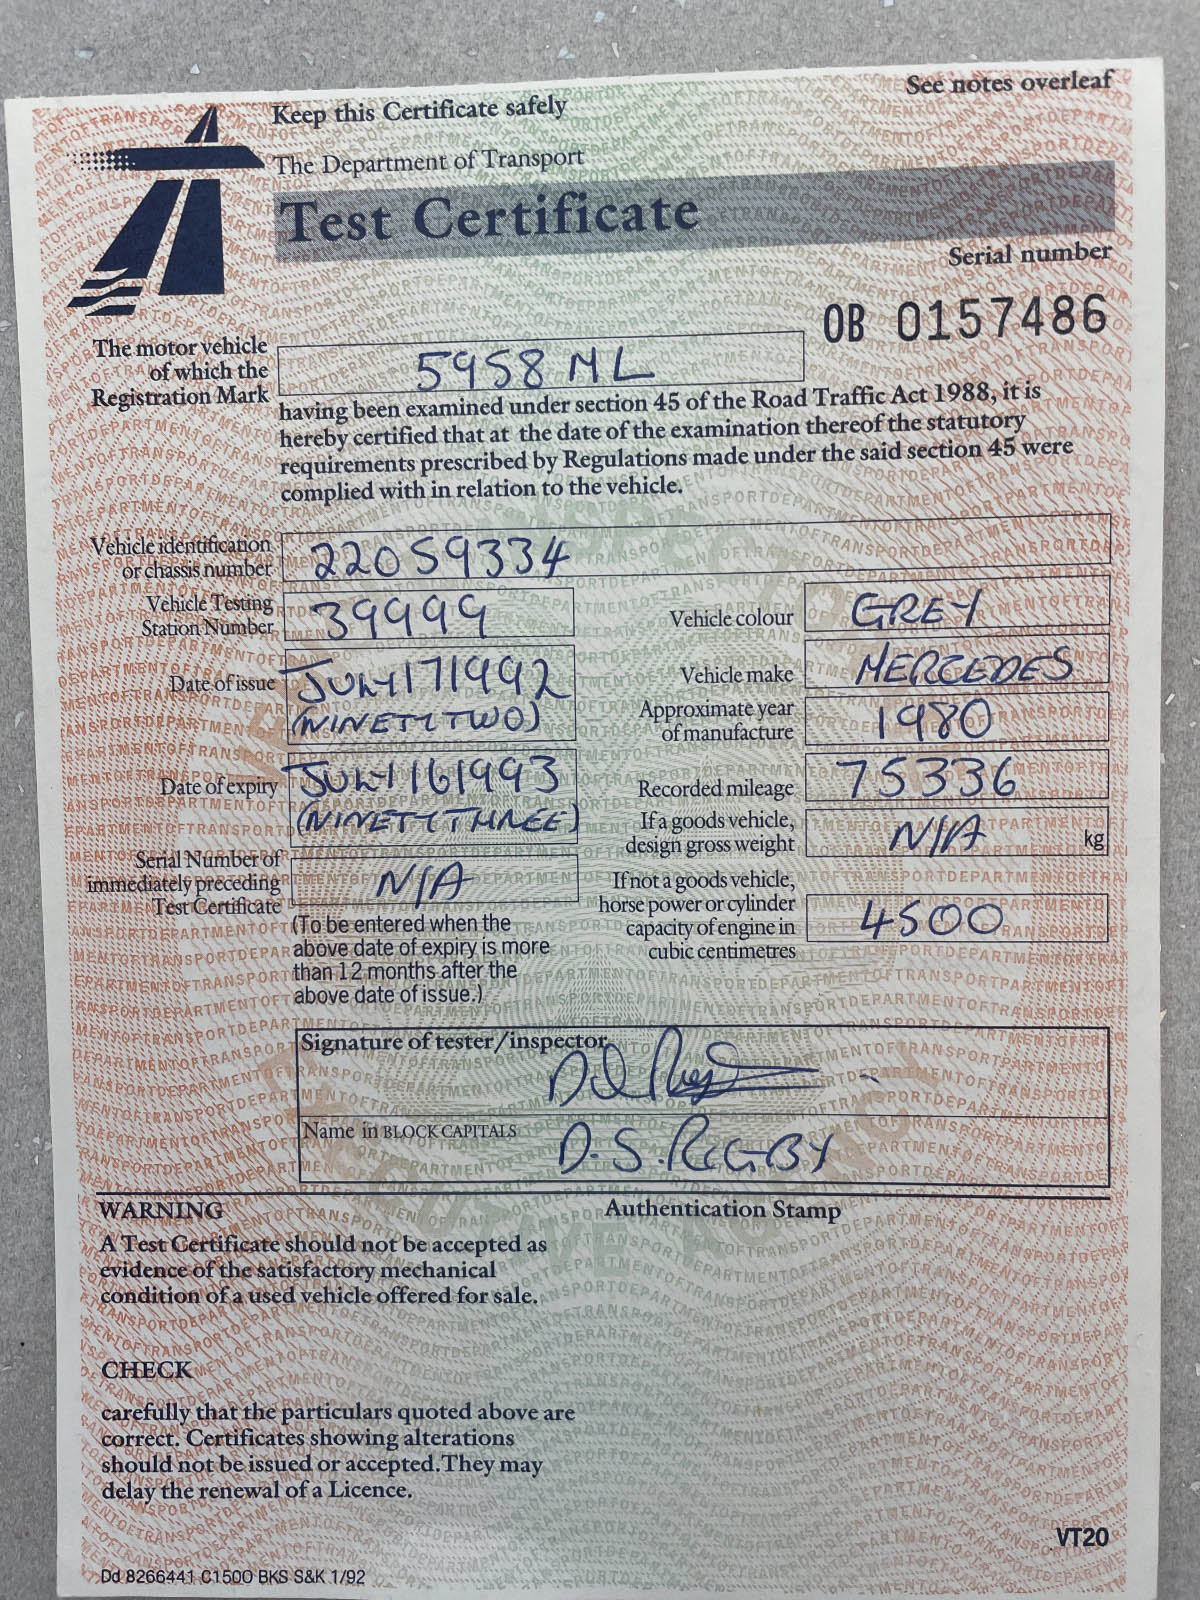 See notes overleaf
Keep this Certificate safely
The Department of Transport
Test Certificate
Serial number
OB 0157486
The motor vehicle
of which the
Registration Mark
5958 ML
having been examined under section 45 of the Road Traffic Act 1988, it is
hereby certified that at the date of the examination thereof the statutory
requirements prescribed by Regulations made under the said section 45 were
complied with in relation to the vehicle.
Vehicle identification
or chassis number
22059334
Vehicle Testing
Station Number
39999
Vehicle colour
GREY
Date of issue
JULY 17 1992
(NINETY TWO)
Vehicle make
MERCEDES
Approximate year
of manufacture
1980
Date of expiry
JULY 16 1993
(NINETY THREE)
Recorded mileage
75336
If a goods vehicle,
design gross weight
N/A
kg
Serial Number of
immediately preceding
Test Certificate
N/A
(To be entered when the
above date of expiry is more
than 12 months after the
above date of issue.)
If not a goods vehicle,
horse power or cylinder
capacity of engine in
cubic centimetres
4500
Signature of tester/inspector
Name in BLOCK CAPITALS
D. S. RIGBY
WARNING
A Test Certificate should not be accepted as
evidence of the satisfactory mechanical
condition of a used vehicle offered for sale.
Authentication Stamp
CHECK
carefully that the particulars quoted above are
correct. Certificates showing alterations
should not be issued or accepted. They may
delay the renewal of a Licence.
VT20
Dd 8266441 C1500 BKS S&K 1/92